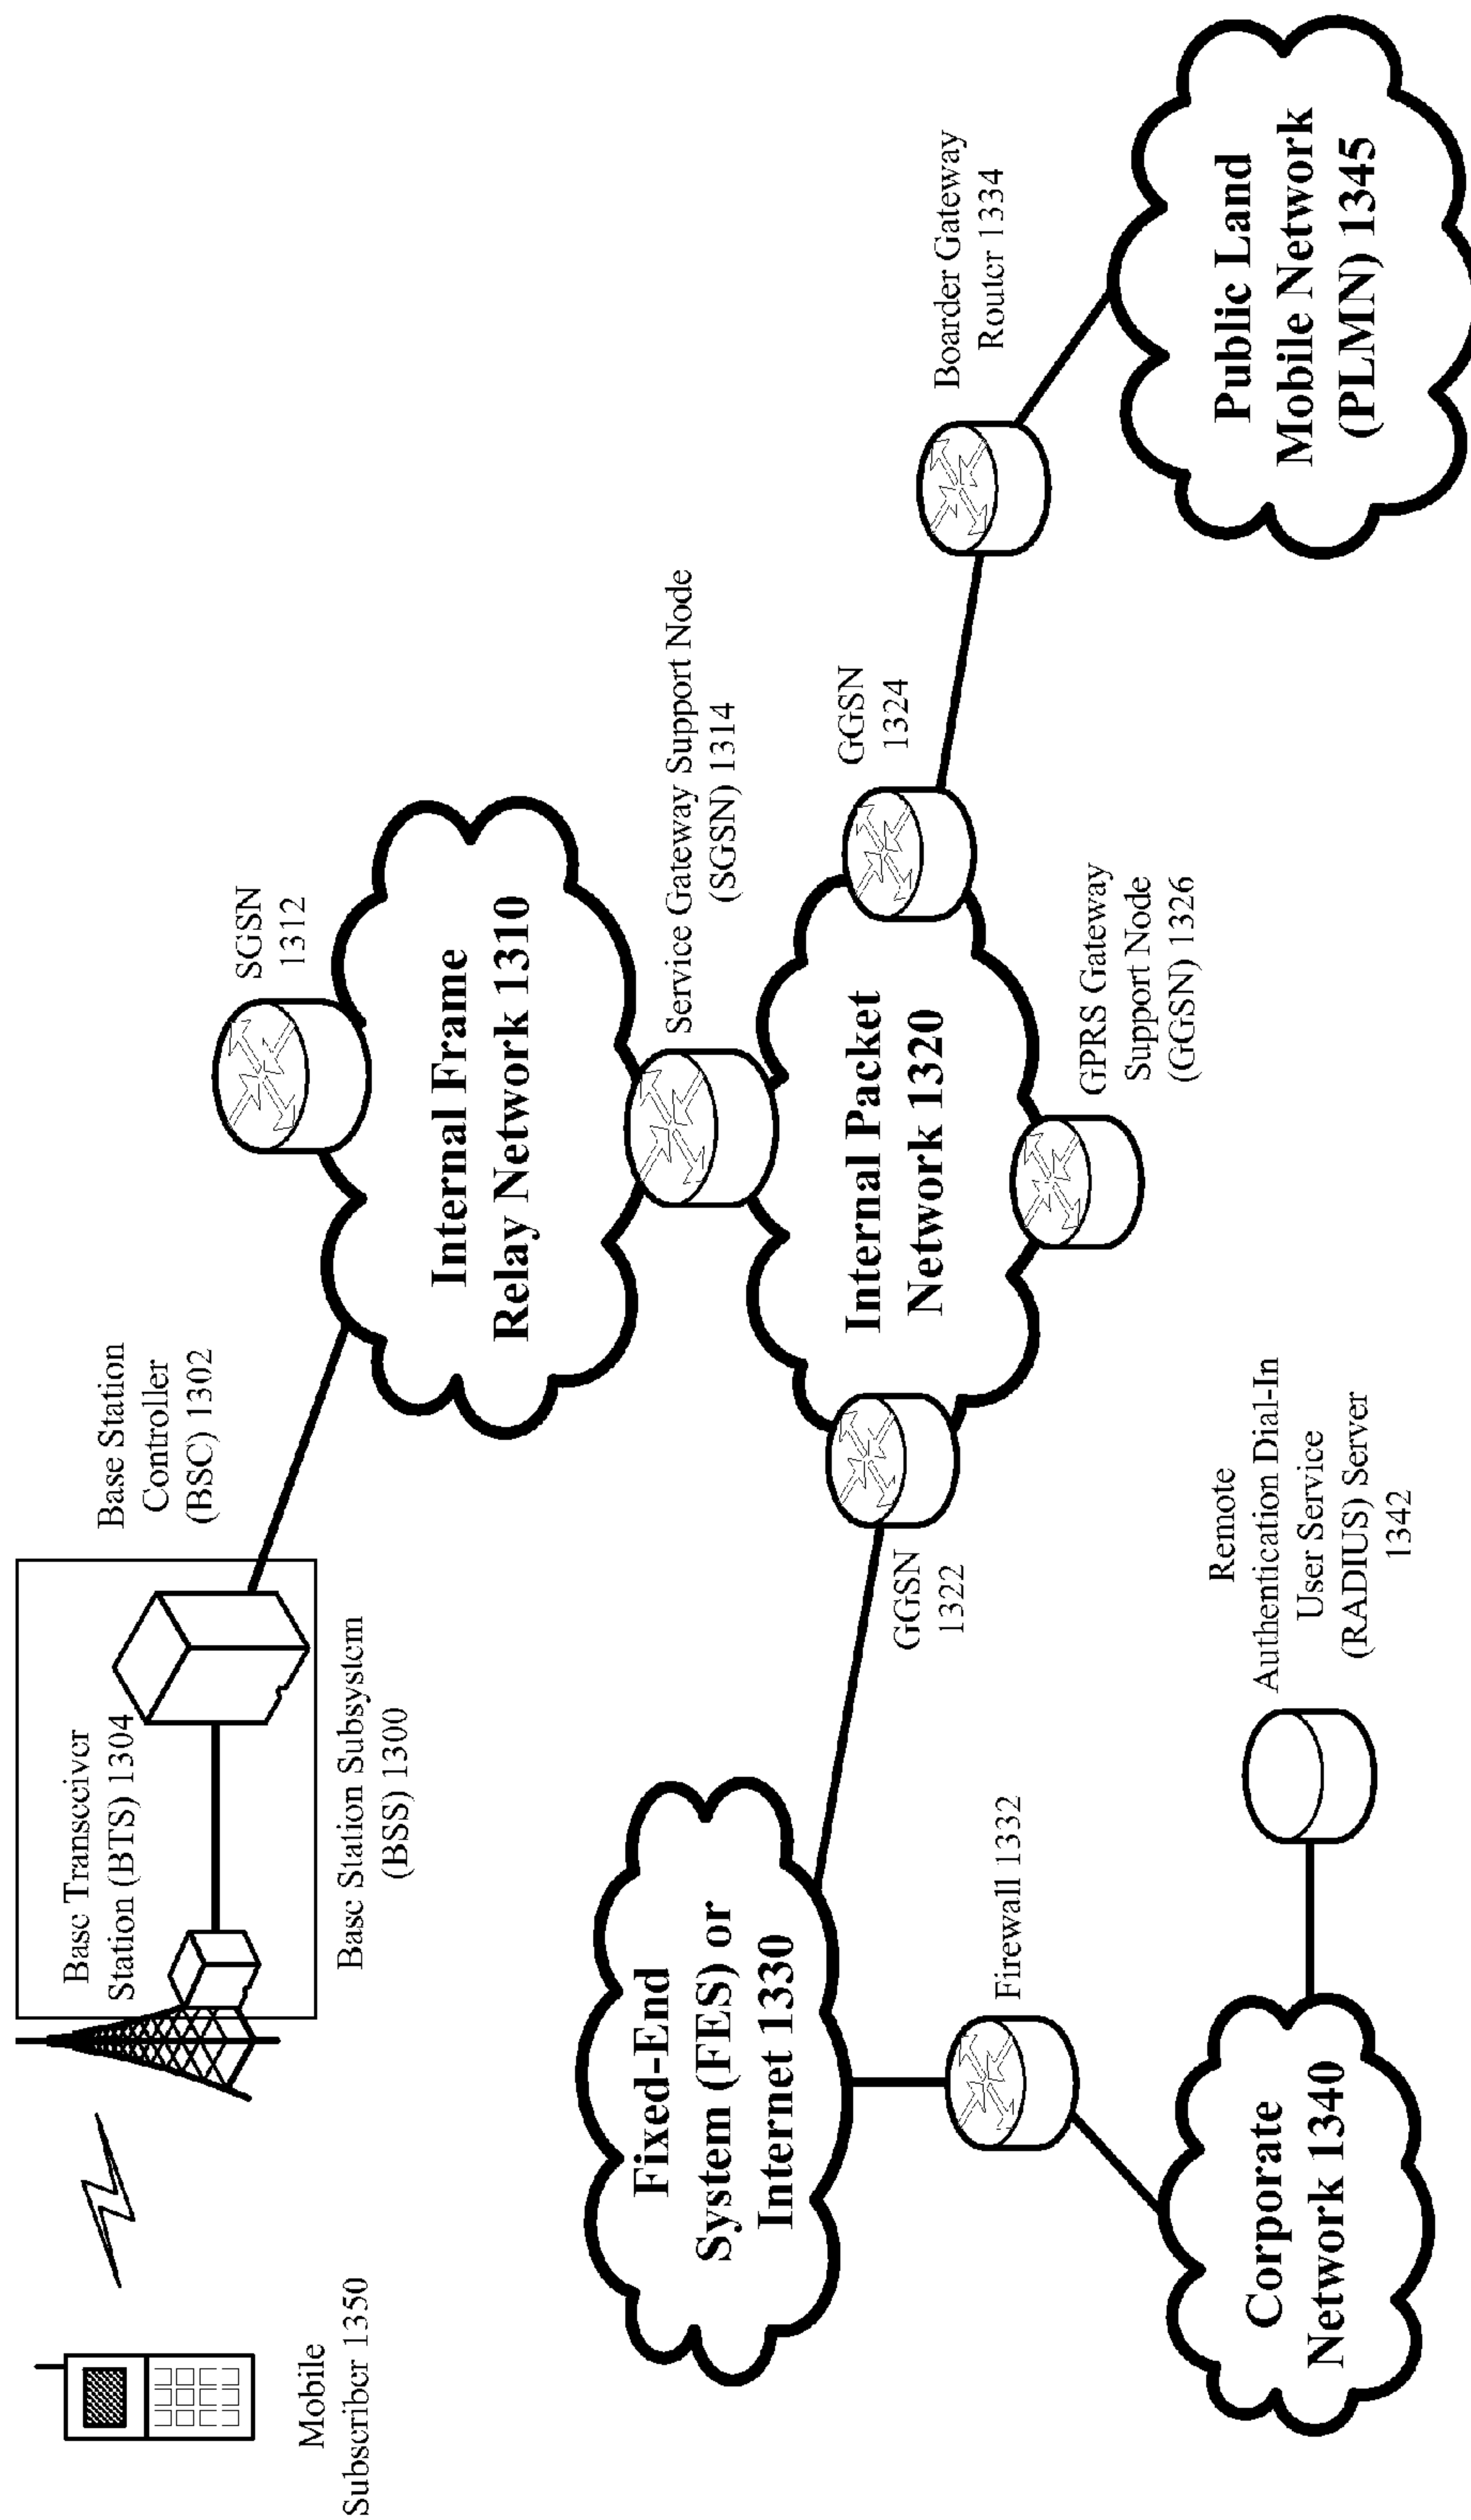 Mobile
Subscriber 1350
Base Transceiver
Station (BTS) 1304
Base Station Subsystem
(BSS) 1300
Base Station
Controller
(BSC) 1302
SGSN
1312
Internal Frame
Relay Network 1310
Service Gateway Support Node
(SGSN) 1314
Fixed-End
System (FES) or
Internet 1330
GGSN
1322
Internal Packet
Network 1320
GGSN
1324
Boarder Gateway
Router 1334
Firewall 1332
GPRS Gateway
Support Node
(GGSN) 1326
Corporate
Network 1340
Remote
Authentication Dial-In
User Service
(RADIUS) Server
1342
Public Land
Mobile Network
(PLMN) 1345